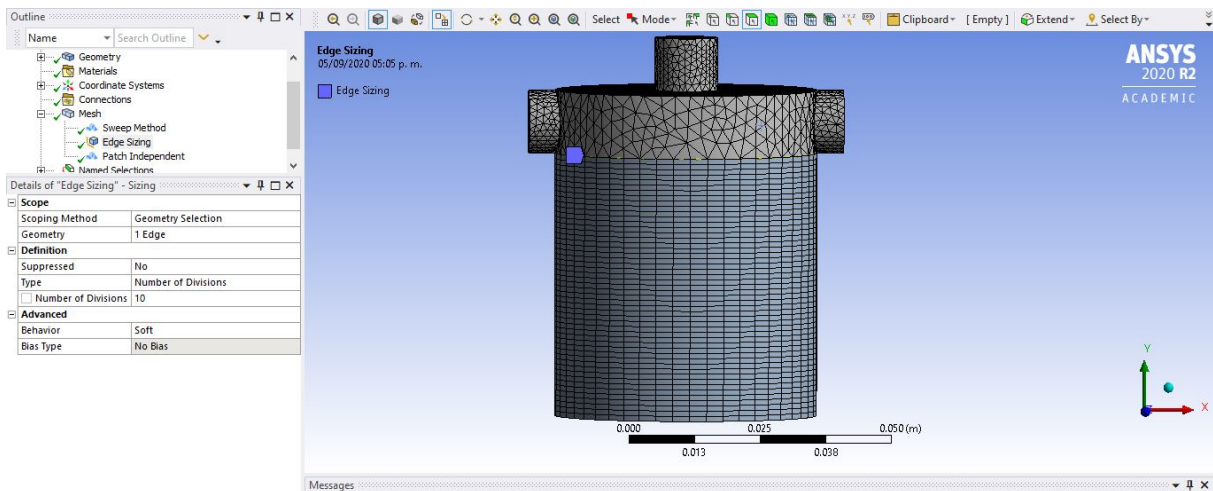 Outline
Name
Search Outline
Geometry
Materials
Coordinate Systems
Connections
Mesh
Sweep Method
Edge Sizing
Patch Independent
Named Selections
Details of "Edge Sizing" - Sizing
Scope
Scoping Method Geometry Selection
Geometry 1 Edge
Definition
Suppressed No
Type Number of Divisions
Number of Divisions 10
Advanced
Behavior Soft
Bias Type No Bias
Select Mode Clipboard [ Empty ] Extend Select By
Edge Sizing
05/09/2020 05:05 p. m.
Edge Sizing
ANSYS
2020 R2
ACADEMIC
Y
X
0.000 0.025 0.050 (m)
0.013 0.038
Messages